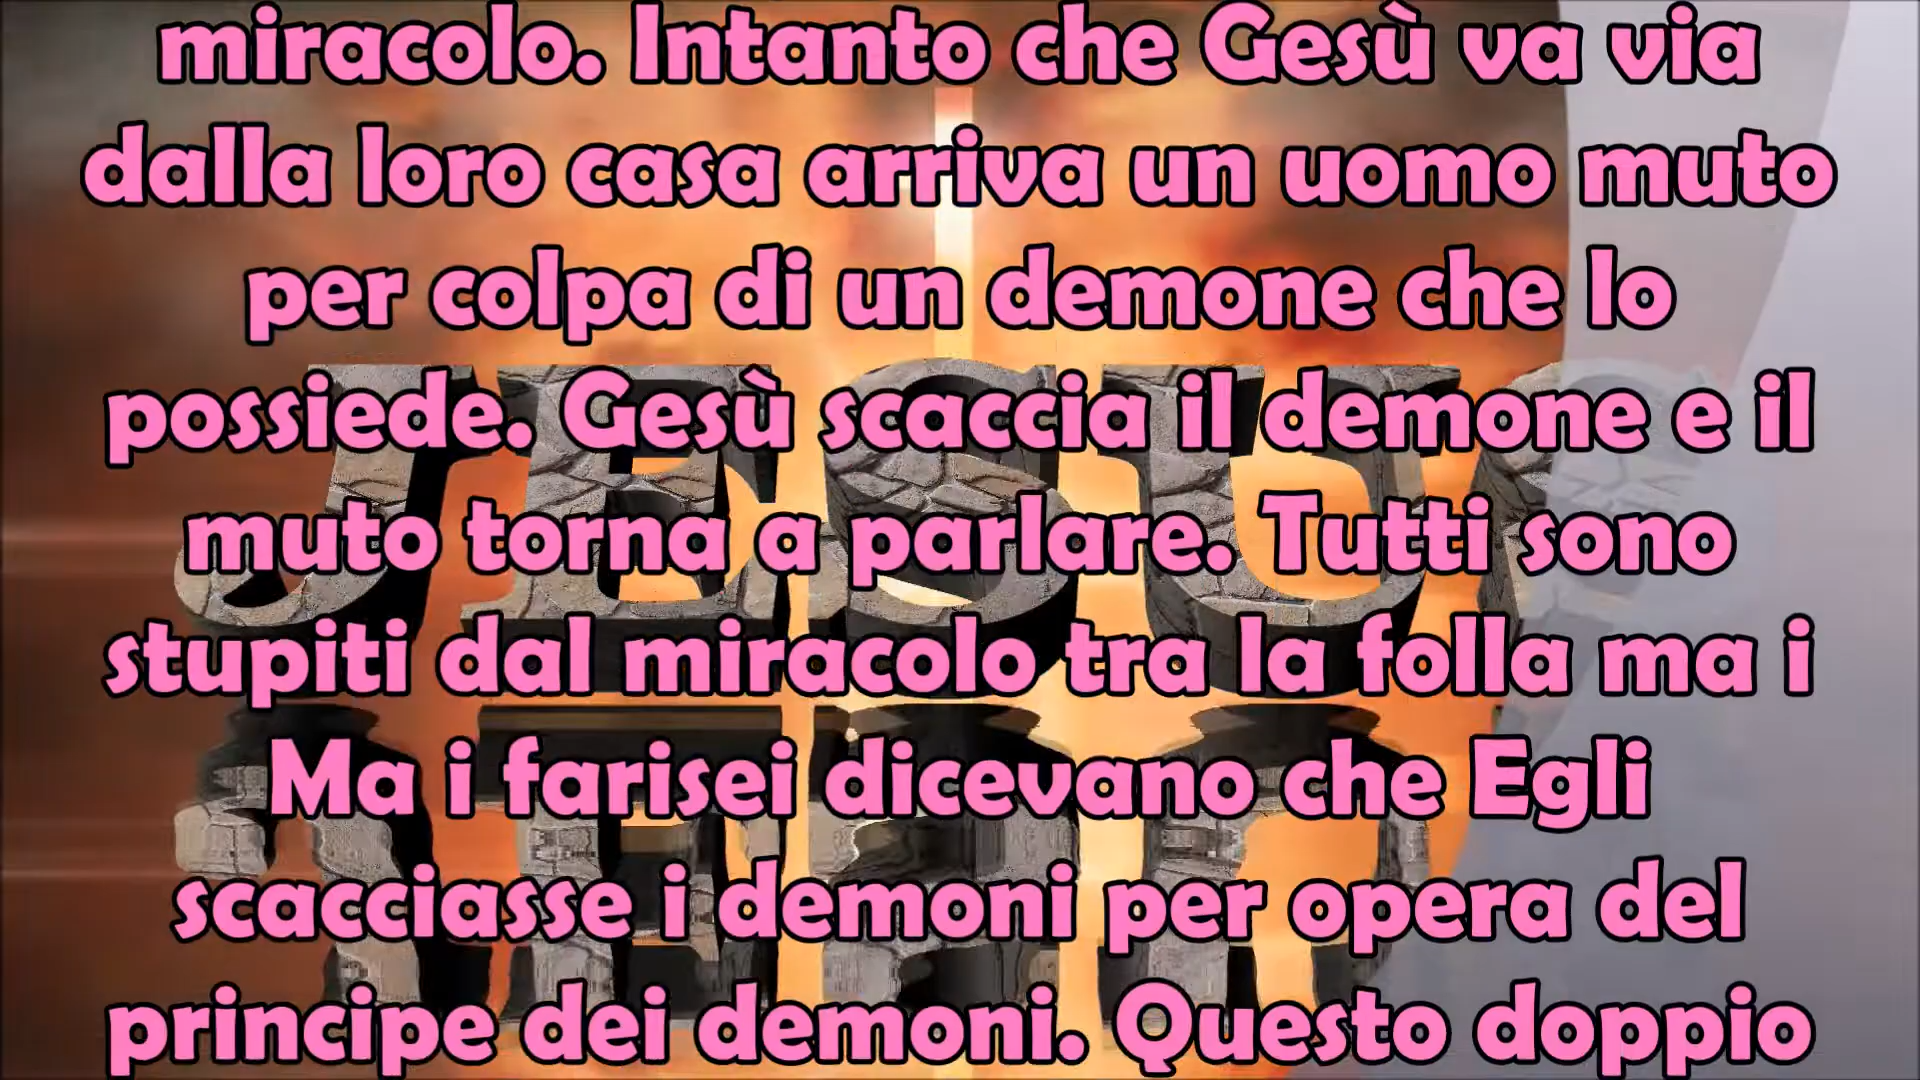 miracolo. Intanto che Gesù va via
dalla loro casa arriva un uomo muto
per colpa di un demone che lo
possiede. Gesù scaccia il demone e il
muto torna a parlare. Tutti sono
stupiti dal miracolo tra la folla ma i
Ma i farisei dicevano che Egli
scacciasse i demoni per opera del
principe dei demoni. Questo doppio
JESUS